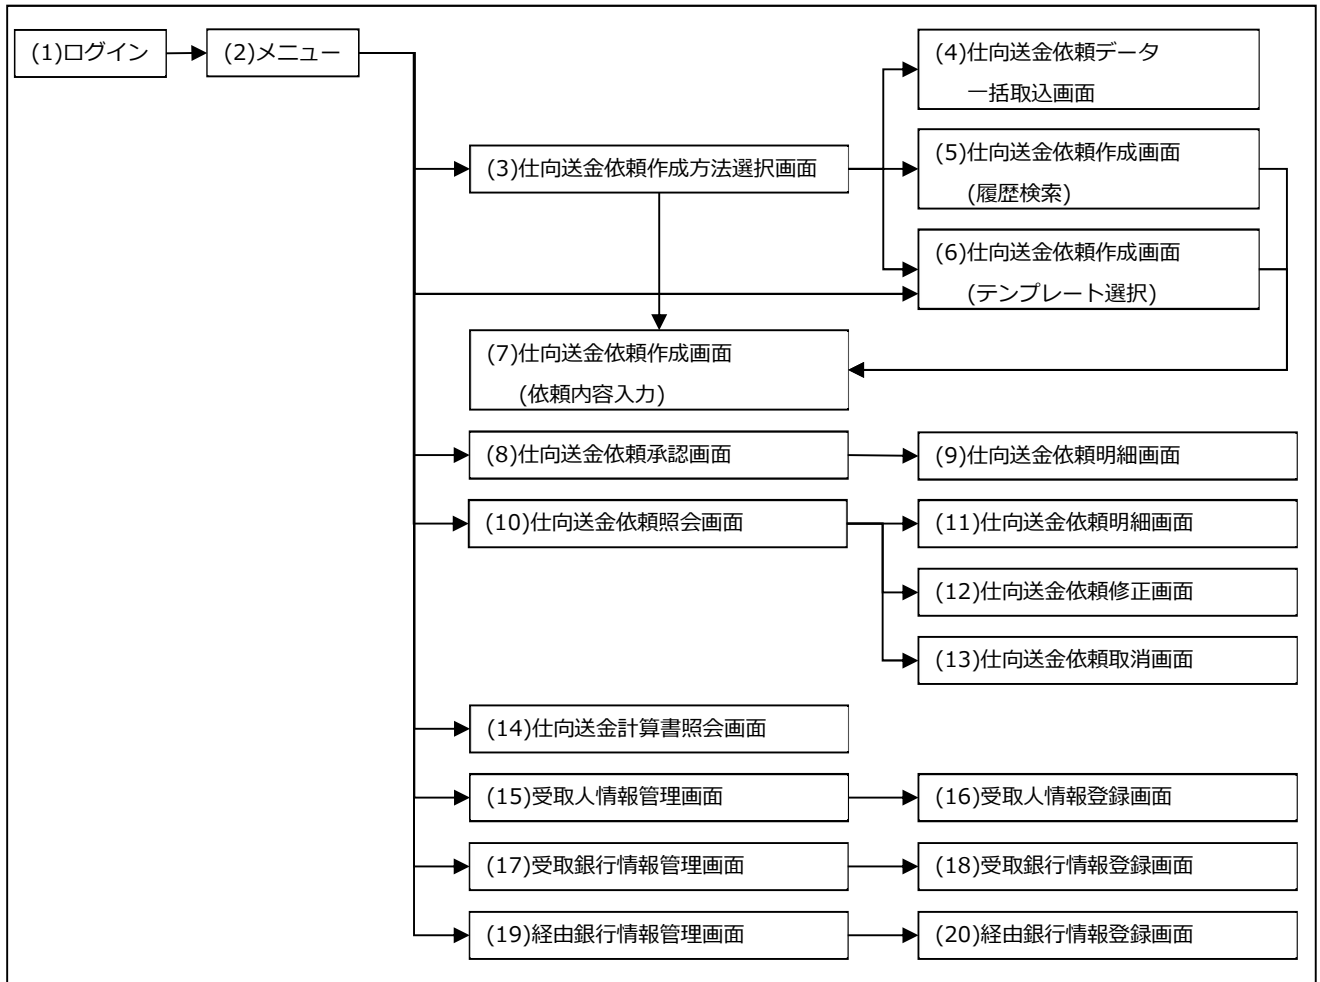 (1)ログイン
(2)メニュー
(3)仕向送金依頼作成方法選択画面
(4)仕向送金依頼データ
一括取込画面
(5)仕向送金依頼作成画面
(履歴検索)
(6)仕向送金依頼作成画面
(テンプレート選択)
(7)仕向送金依頼作成画面
(依頼内容入力)
(8)仕向送金依頼承認画面
(9)仕向送金依頼明細画面
(10)仕向送金依頼照会画面
(11)仕向送金依頼明細画面
(12)仕向送金依頼修正画面
(13)仕向送金依頼取消画面
(14)仕向送金計算書照会画面
(15)受取人情報管理画面
(16)受取人情報登録画面
(17)受取銀行情報管理画面
(18)受取銀行情報登録画面
(19)経由銀行情報管理画面
(20)経由銀行情報登録画面